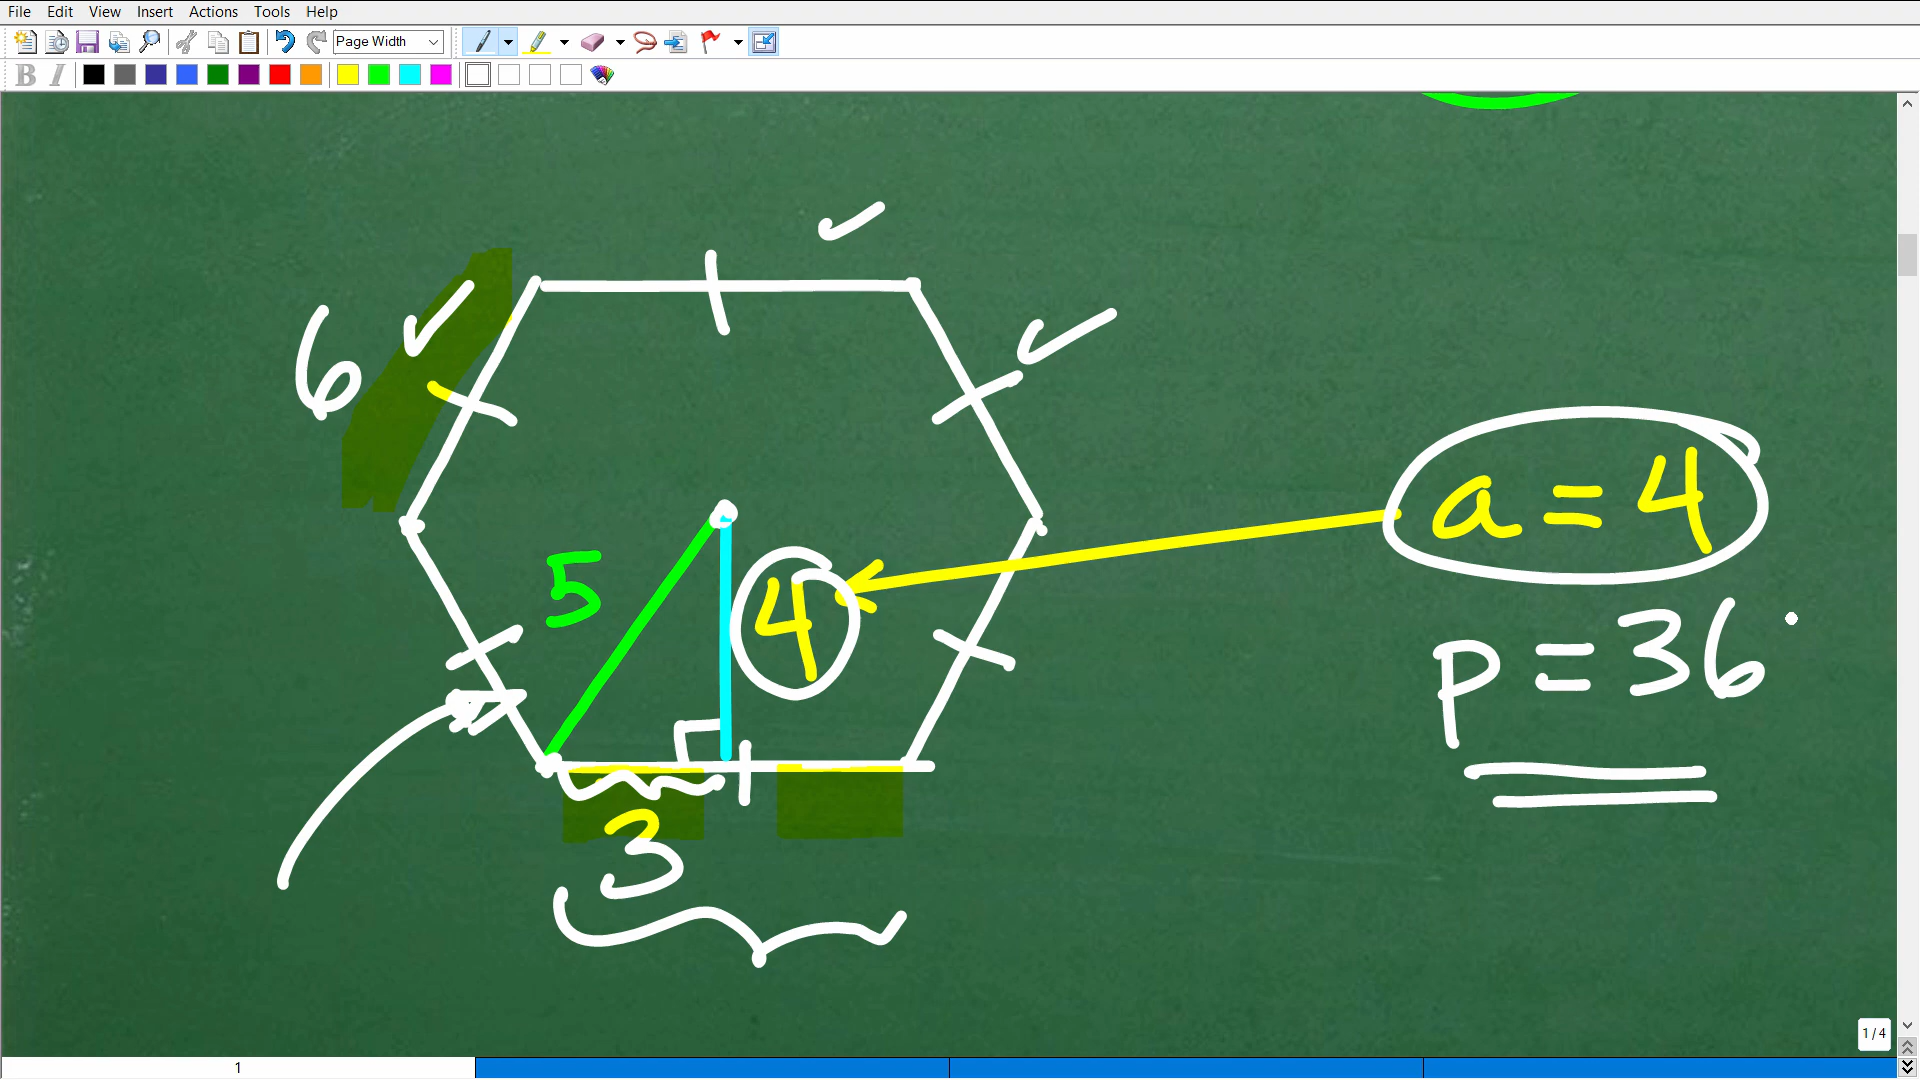 File Edit View Insert Actions Tools Help
Page Width
B I
6
a = 4
5
4
p = 36
3
1 / 4
1